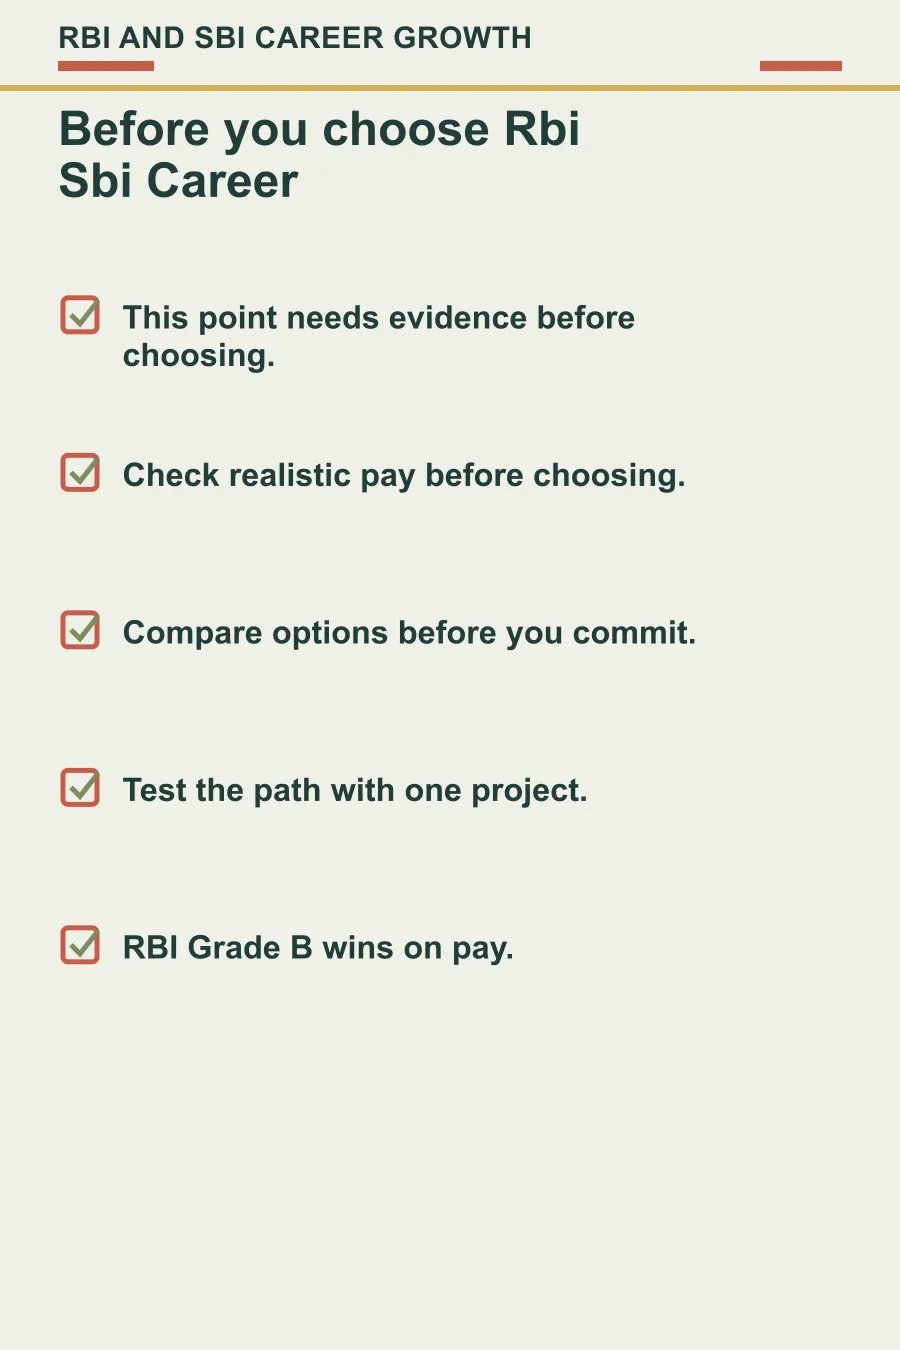 RBI AND SBI CAREER GROWTH
Before you choose Rbi
Sbi Career
This point needs evidence before
choosing.
Check realistic pay before choosing.
Compare options before you commit.
Test the path with one project.
RBI Grade B wins on pay.